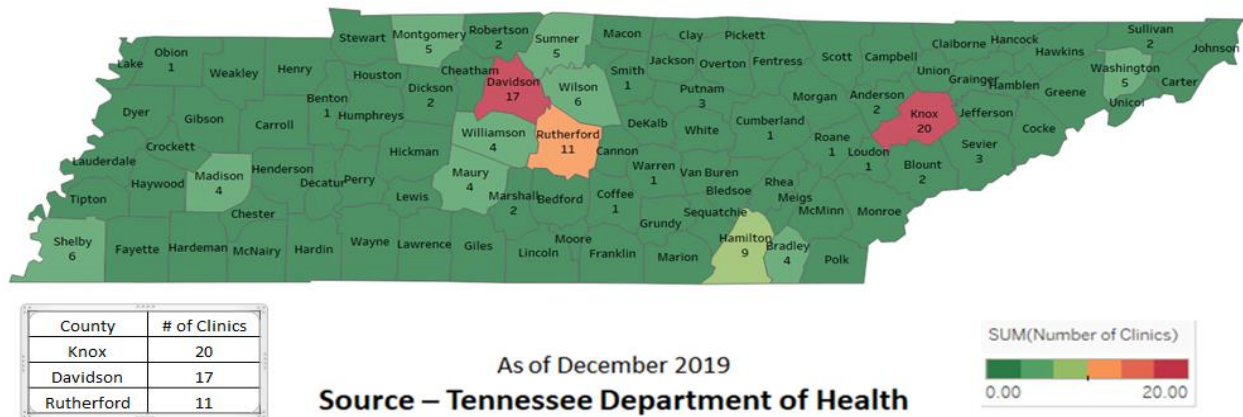 Stewart
Montgomery
5
Robertson
2
Sumner
5
Macon
Clay
Pickett
Scott
Campbell
Claiborne
Hancock
Hawkins
Sullivan
2
Johnson
Lake
Obion
1
Weakley
Henry
Houston
Cheatham
Davidson
17
Wilson
6
Smith
1
Jackson
Overton
Fentress
Union
Grainger
Hamblen
Greene
Washington
5
Carter
Unicol
Dyer
Gibson
Carroll
Benton
1
Humphreys
Dickson
2
Putnam
3
Morgan
Anderson
2
Knox
20
Jefferson
Cocke
Crockett
Williamson
4
Rutherford
11
Cannon
DeKalb
White
Cumberland
1
Roane
1
Loudon
1
Blount
2
Sevier
3
Lauderdale
Haywood
Madison
4
Henderson
Decatur
Perry
Hickman
Maury
4
Warren
1
Van Buren
Bledsoe
Rhea
Meigs
Tipton
Chester
Lewis
Marshall
2
Bedford
Coffee
1
Grundy
Sequatchie
McMinn
Monroe
Shelby
6
Fayette
Hardeman
McNairy
Hardin
Wayne
Lawrence
Giles
Lincoln
Moore
Franklin
Marion
Hamilton
9
Bradley
4
Polk
County # of Clinics
Knox 20
Davidson 17
Rutherford 11
As of December 2019
Source – Tennessee Department of Health
SUM(Number of Clinics)
0.00 20.00